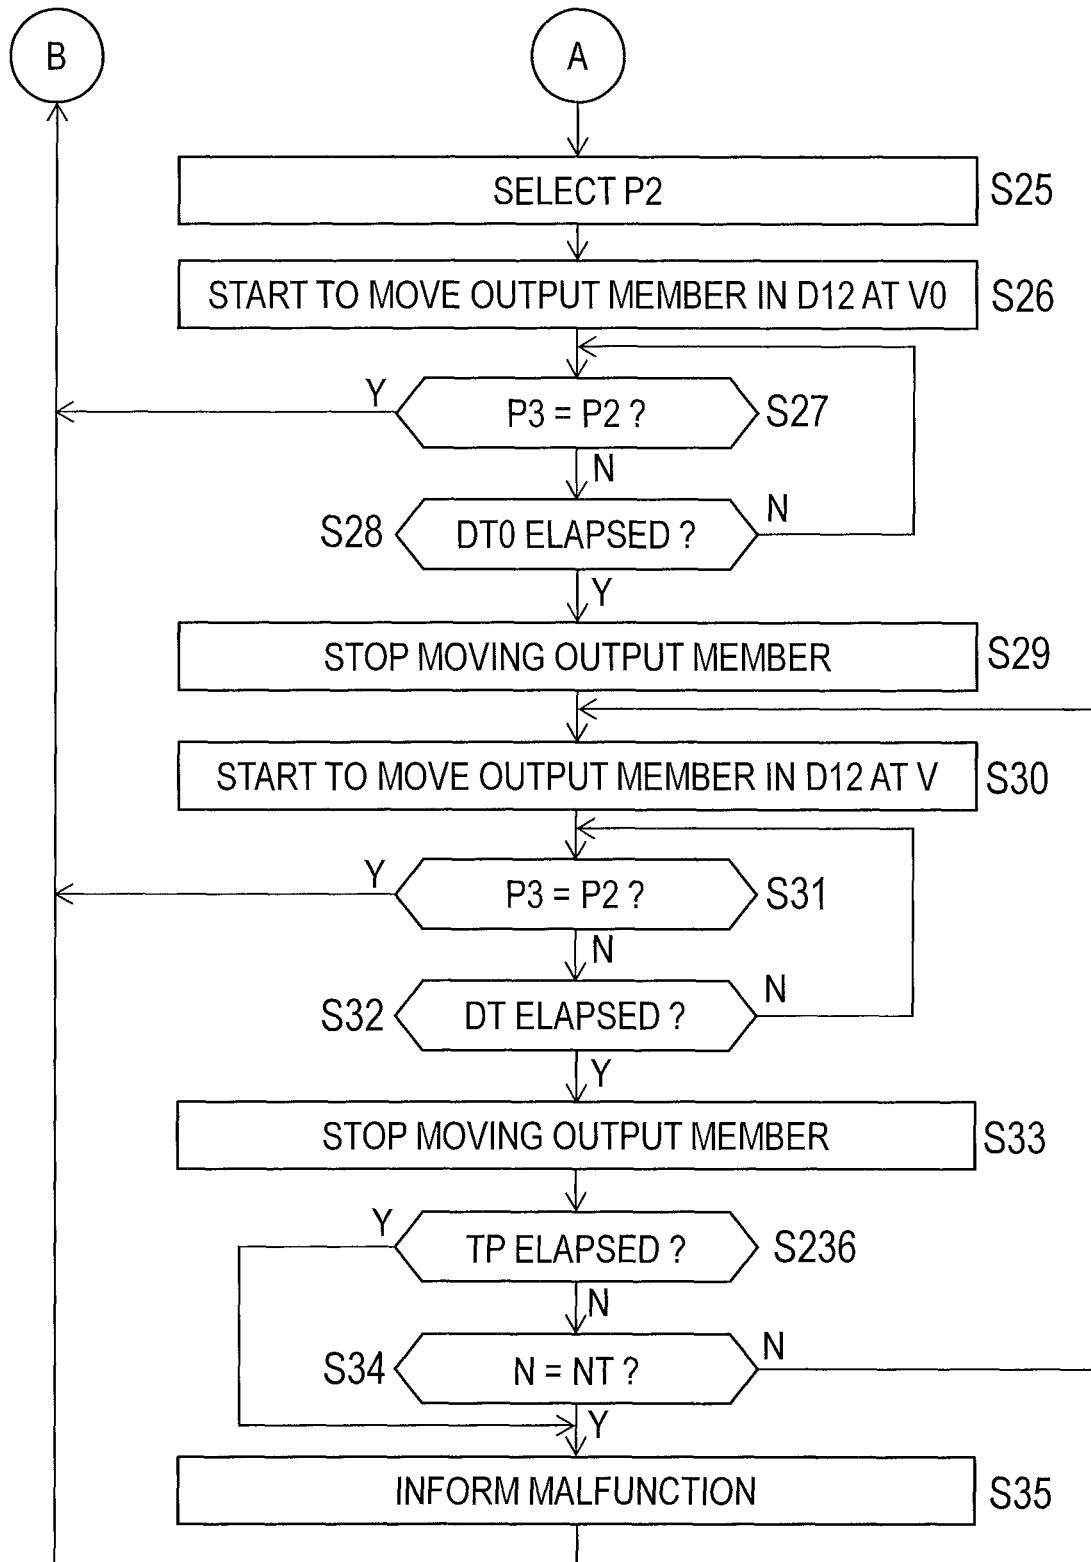 B
A
SELECT P2
S25
START TO MOVE OUTPUT MEMBER IN D12 AT V0
S26
Y
P3 = P2 ?
S27
N
S28
DT0 ELAPSED ?
N
Y
STOP MOVING OUTPUT MEMBER
S29
START TO MOVE OUTPUT MEMBER IN D12 AT V
S30
Y
P3 = P2 ?
S31
N
S32
DT ELAPSED ?
N
Y
STOP MOVING OUTPUT MEMBER
S33
Y
TP ELAPSED ?
S236
N
S34
N = NT ?
N
Y
INFORM MALFUNCTION
S35